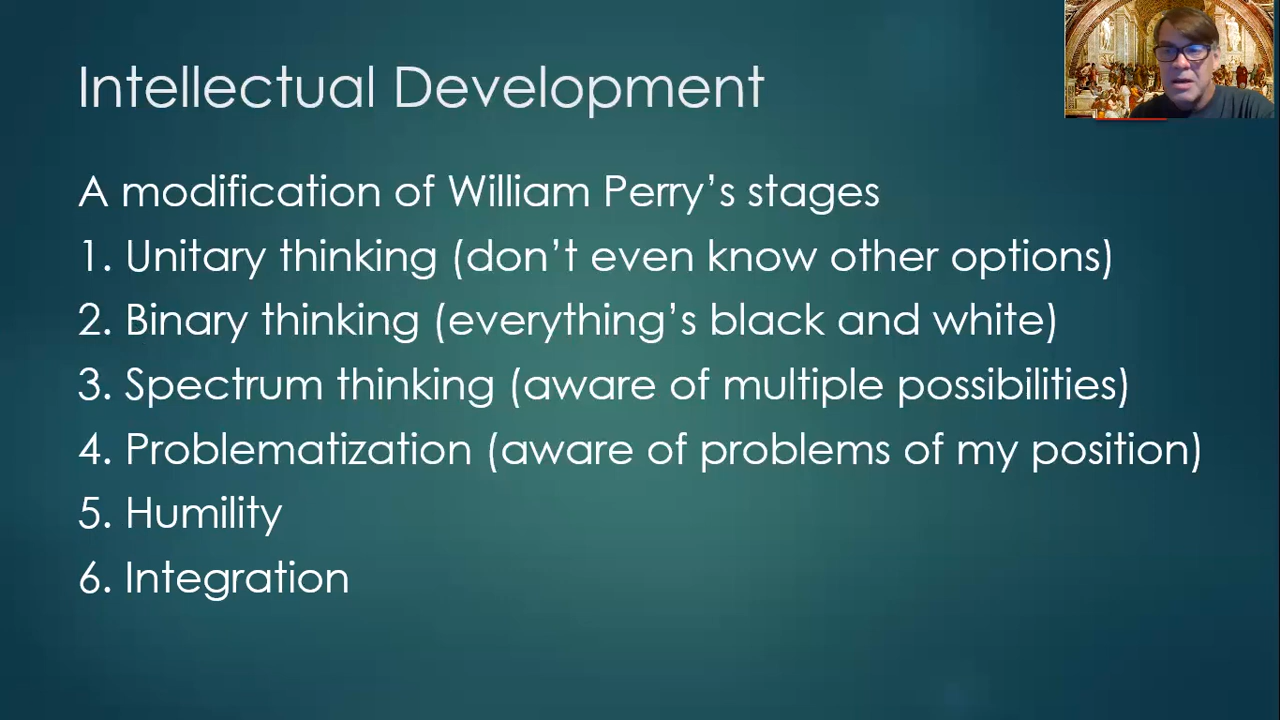 Intellectual Development
A modification of William Perry’s stages
1. Unitary thinking (don’t even know other options)
2. Binary thinking (everything’s black and white)
3. Spectrum thinking (aware of multiple possibilities)
4. Problematization (aware of problems of my position)
5. Humility
6. Integration